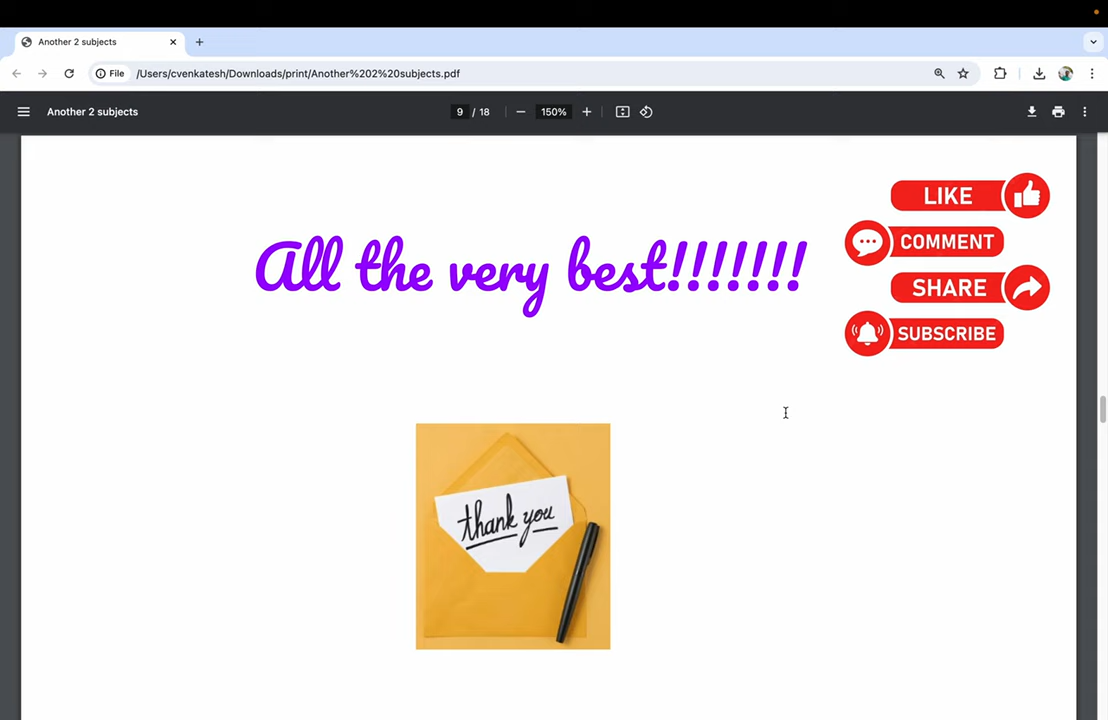 Another 2 subjects
File
/Users/cvenkatesh/Downloads/print/Another%202%20subjects.pdf
Another 2 subjects
9 / 18
150%
LIKE
COMMENT
SHARE
SUBSCRIBE
All the very best!!!!!!!
thank you